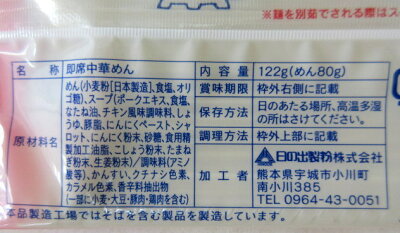 ※麺を別茹でされる際はス
名 称 即席中華めん
原材料名 めん(小麦粉[日本製造]、食塩、オリ
ゴ糖)、スープ(ポークエキス、食塩、
なたね油、チキン風味調味料、し
ょうゆ、豚脂、にんにくペースト、シャ
ロット、にんにく粉末、砂糖、食用精
製加工油脂、こしょう粉末、たまね
ぎ粉末、生姜粉末)/調味料(アミノ
酸等)、かんすい、クチナシ色素、
カラメル色素、香辛料抽出物
(一部に小麦・大豆・豚肉・鶏肉を含む)
内 容 量 122g(めん80g)
賞味期限 枠外右側に記載
保存方法 日のあたる場所、高温多湿
の所はさけてください。
調理方法 枠外上部に記載
加 工 者 日の出製粉株式会社
熊本県宇城市小川町
南小川385
TEL 0964-43-0051
本品製造工場ではそばを含む製品を製造しています。